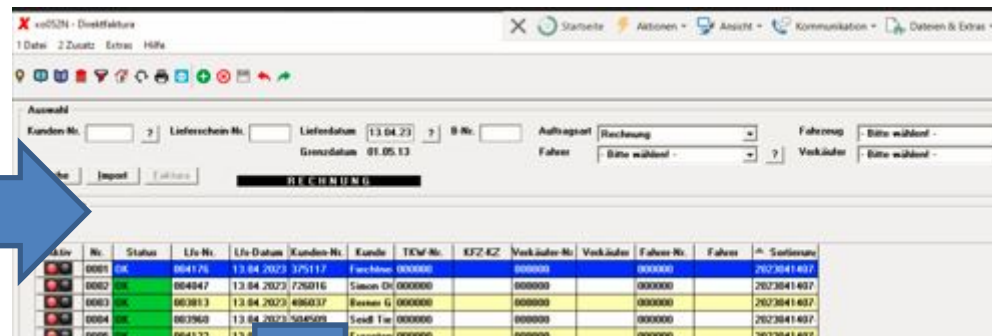 xo052N - Direktfaktura
Startseite Aktionen Ansicht Kommunikation Dateien & Extras
1 Datei 2 Zusatz Extras Hilfe
Auswahl
Kunden-Nr. ? Lieferschein-Nr. Lieferdatum 13.04.23 ? B-Nr. Auftragsart Rechnung Fahrzeug - Bitte wählen! -
Grenzdatum 01.05.13 Fahrer - Bitte wählen! - ? Verkäufer - Bitte wählen! -
Import Faktura RECHNUNG
Nr. Status Lfs-Nr. Lfs-Datum Kunden-Nr. Kunde TKW-Nr. KFZ-KZ Verkäufer-Nr. Verkäufer Fahrer-Nr. Fahrer Sortierung
0001 OK 004176 13.04.2023 375117 000000 000000 000000 2023041407-
0002 OK 004047 13.04.2023 726016 Simon 000000 000000 000000 2023041407-
0003 OK 003813 13.04.2023 406037 Berner G 000000 000000 000000 2023041407-
0004 OK 003960 13.04.2023 504509 Seidl Tie 000000 000000 000000 2023041407-